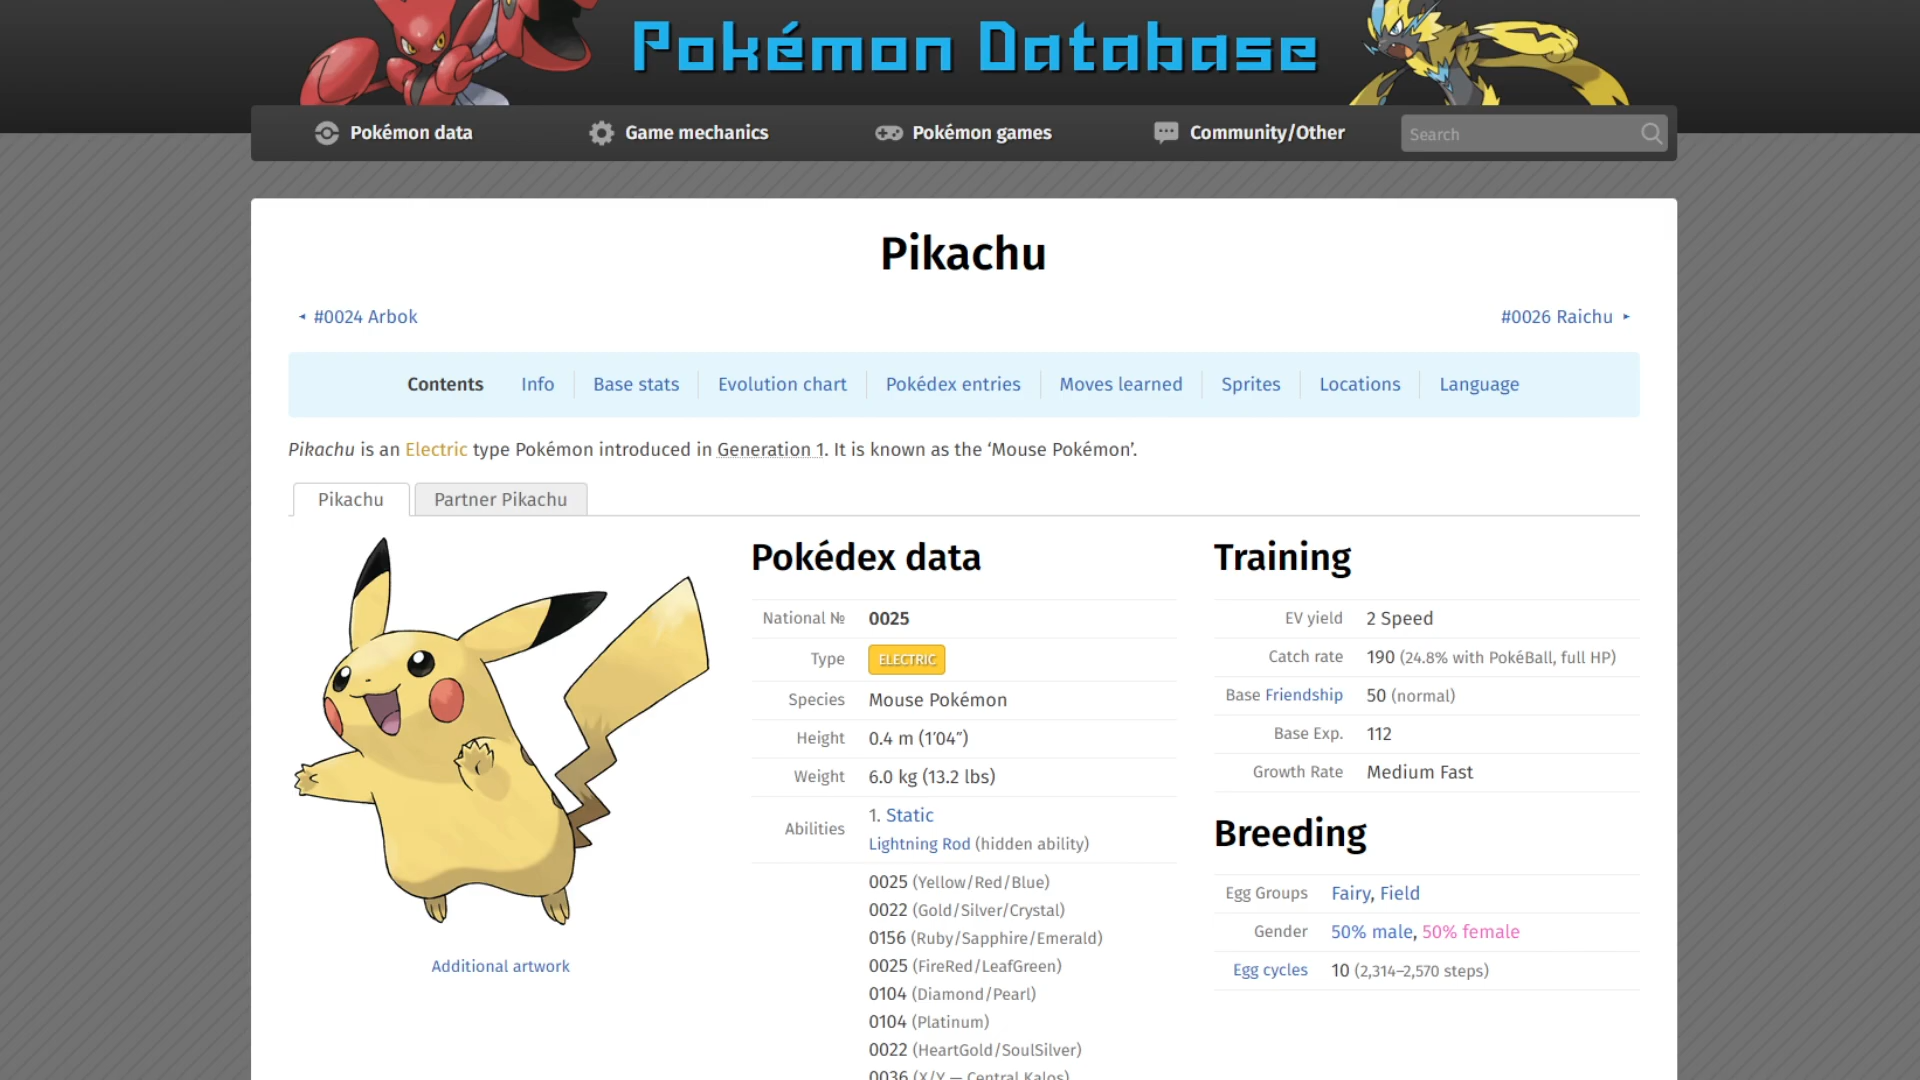 Pokémon Database
Pokémon data
Game mechanics
Pokémon games
Community/Other
Search
Pikachu
◂ #0024 Arbok
#0026 Raichu ▸
Contents Info Base stats Evolution chart Pokédex entries Moves learned Sprites Locations Language
Pikachu is an Electric type Pokémon introduced in Generation 1. It is known as the ‘Mouse Pokémon’.
Pikachu
Partner Pikachu
Additional artwork
Pokédex data
National № 0025
Type ELECTRIC
Species Mouse Pokémon
Height 0.4 m (1′04″)
Weight 6.0 kg (13.2 lbs)
Abilities 1. Static
Lightning Rod (hidden ability)
0025 (Yellow/Red/Blue)
0022 (Gold/Silver/Crystal)
0156 (Ruby/Sapphire/Emerald)
0025 (FireRed/LeafGreen)
0104 (Diamond/Pearl)
0104 (Platinum)
0022 (HeartGold/SoulSilver)
0036 (X/Y — Central Kalos)
Training
EV yield 2 Speed
Catch rate 190 (24.8% with PokéBall, full HP)
Base Friendship 50 (normal)
Base Exp. 112
Growth Rate Medium Fast
Breeding
Egg Groups Fairy, Field
Gender 50% male, 50% female
Egg cycles 10 (2,314–2,570 steps)